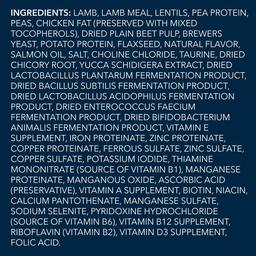 INGREDIENTS: LAMB, LAMB MEAL, LENTILS, PEA PROTEIN,
PEAS, CHICKEN FAT (PRESERVED WITH MIXED
TOCOPHEROLS), DRIED PLAIN BEET PULP, BREWERS
YEAST, POTATO PROTEIN, FLAXSEED, NATURAL FLAVOR,
SALMON OIL, SALT, CHOLINE CHLORIDE, TAURINE, DRIED
CHICORY ROOT, YUCCA SCHIDIGERA EXTRACT, DRIED
LACTOBACILLUS PLANTARUM FERMENTATION PRODUCT,
DRIED BACILLUS SUBTILIS FERMENTATION PRODUCT,
DRIED LACTOBACILLUS ACIDOPHILUS FERMENTATION
PRODUCT, DRIED ENTEROCOCCUS FAECIUM
FERMENTATION PRODUCT, DRIED BIFIDOBACTERIUM
ANIMALIS FERMENTATION PRODUCT, VITAMIN E
SUPPLEMENT, IRON PROTEINATE, ZINC PROTEINATE,
COPPER PROTEINATE, FERROUS SULFATE, ZINC SULFATE,
COPPER SULFATE, POTASSIUM IODIDE, THIAMINE
MONONITRATE (SOURCE OF VITAMIN B1), MANGANESE
PROTEINATE, MANGANOUS OXIDE, ASCORBIC ACID
(PRESERVATIVE), VITAMIN A SUPPLEMENT, BIOTIN, NIACIN,
CALCIUM PANTOTHENATE, MANGANESE SULFATE,
SODIUM SELENITE, PYRIDOXINE HYDROCHLORIDE
(SOURCE OF VITAMIN B6), VITAMIN B12 SUPPLEMENT,
RIBOFLAVIN (VITAMIN B2), VITAMIN D3 SUPPLEMENT,
FOLIC ACID.